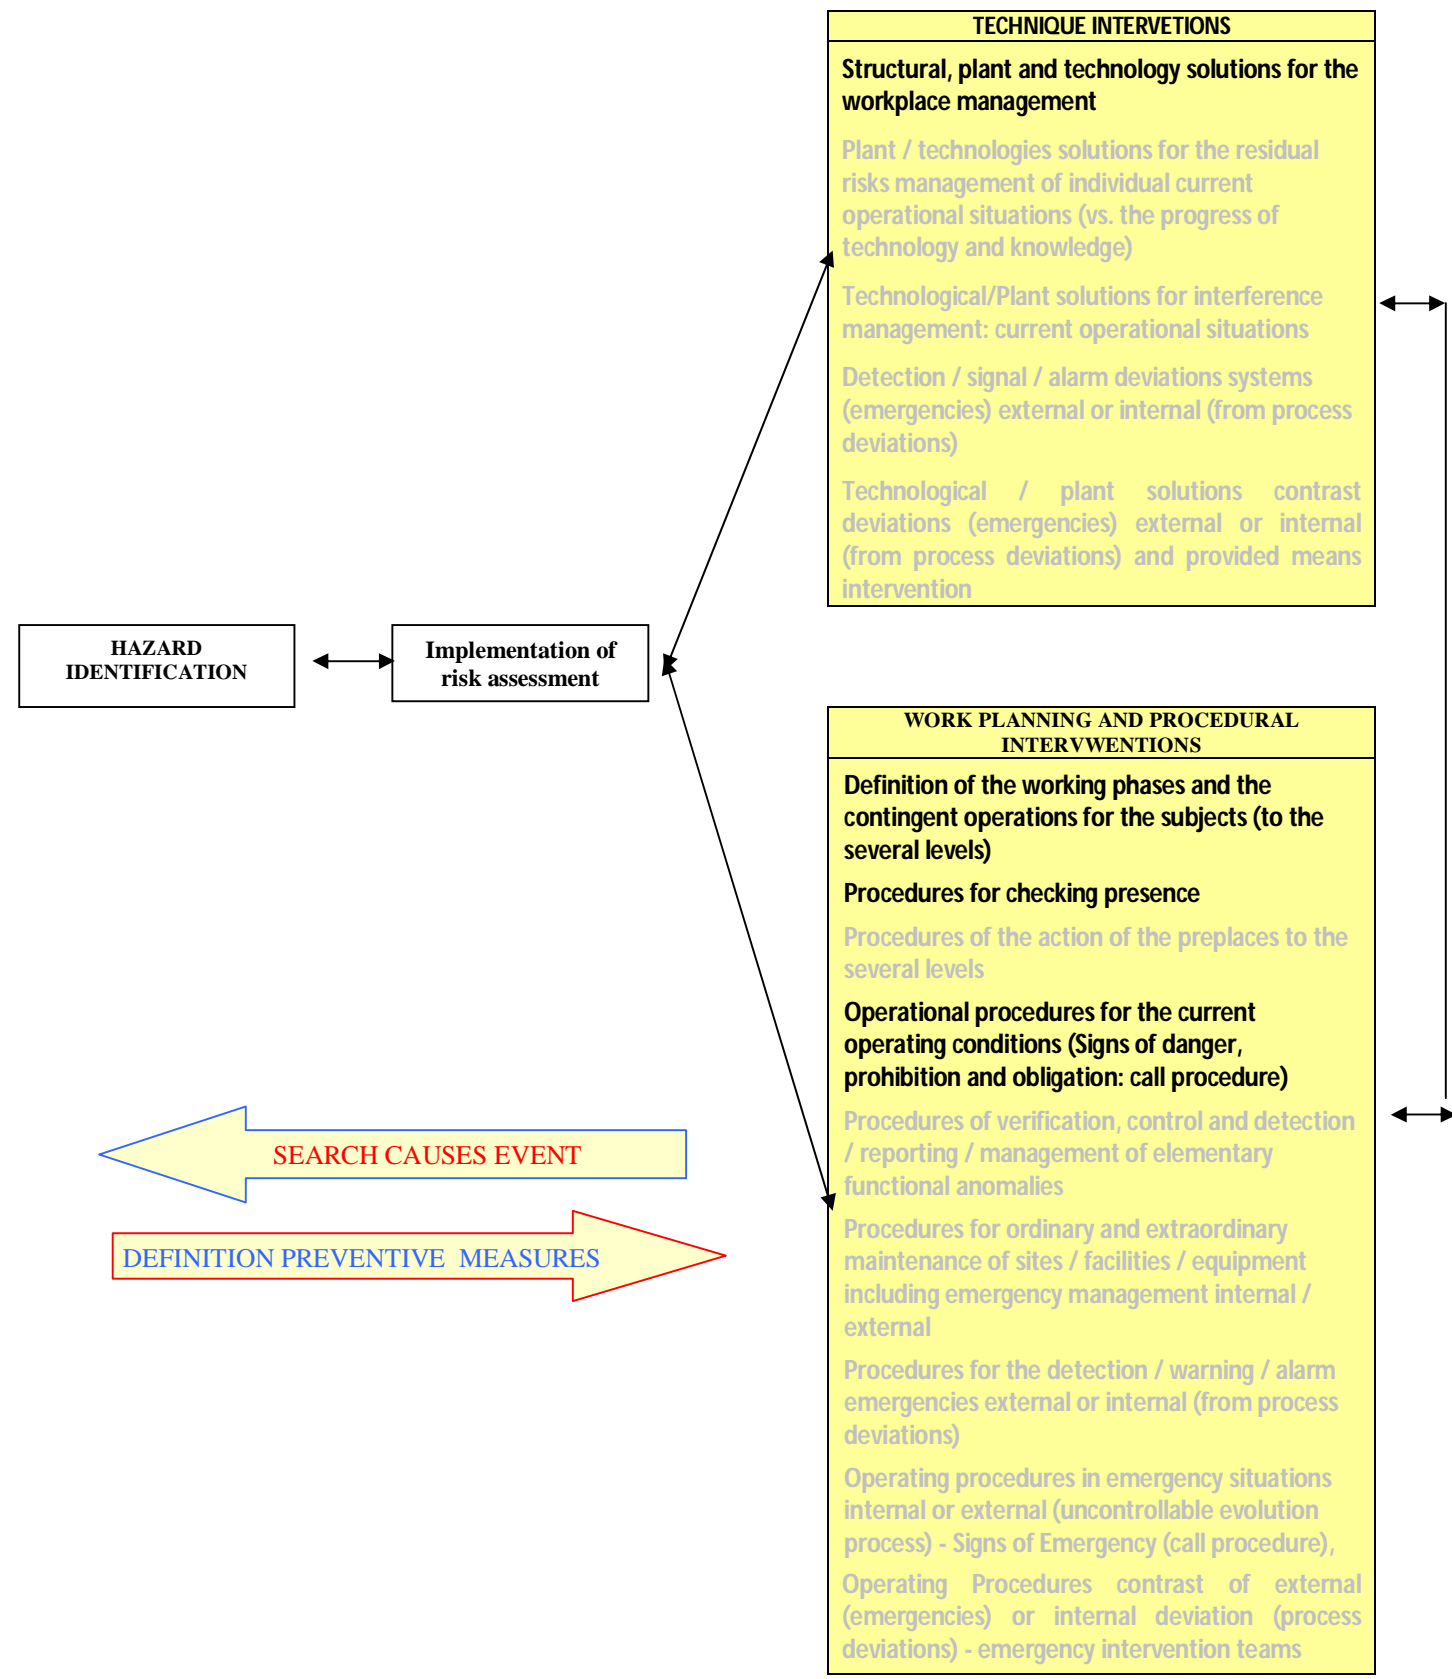 TECHNIQUE INTERVETIONS
Structural, plant and technology solutions for the
workplace management
Plant / technologies solutions for the residual
risks management of individual current
operational situations (vs. the progress of
technology and knowledge)
Technological/Plant solutions for interference
management: current operational situations
Detection / signal / alarm deviations systems
(emergencies) external or internal (from process
deviations)
Technological / plant solutions contrast
deviations (emergencies) external or internal
(from process deviations) and provided means
intervention
HAZARD
IDENTIFICATION
Implementation of
risk assessment
WORK PLANNING AND PROCEDURAL
INTERVWENTIONS
Definition of the working phases and the
contingent operations for the subjects (to the
several levels)
Procedures for checking presence
Procedures of the action of the preplaces to the
several levels
Operational procedures for the current
operating conditions (Signs of danger,
prohibition and obligation: call procedure)
Procedures of verification, control and detection
/ reporting / management of elementary
functional anomalies
Procedures for ordinary and extraordinary
maintenance of sites / facilities / equipment
including emergency management internal /
external
Procedures for the detection / warning / alarm
emergencies external or internal (from process
deviations)
Operating procedures in emergency situations
internal or external (uncontrollable evolution
process) - Signs of Emergency (call procedure),
Operating Procedures contrast of external
(emergencies) or internal deviation (process
deviations) - emergency intervention teams
SEARCH CAUSES EVENT
DEFINITION PREVENTIVE MEASURES